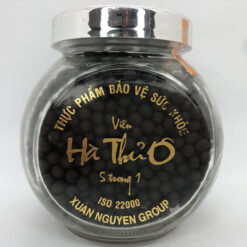 THỰC PHẨM BẢO VỆ SỨC KHỎE
Viên
Hà Thủ Ô
5 trong 1
ISO 22000
XUAN NGUYEN GROUP